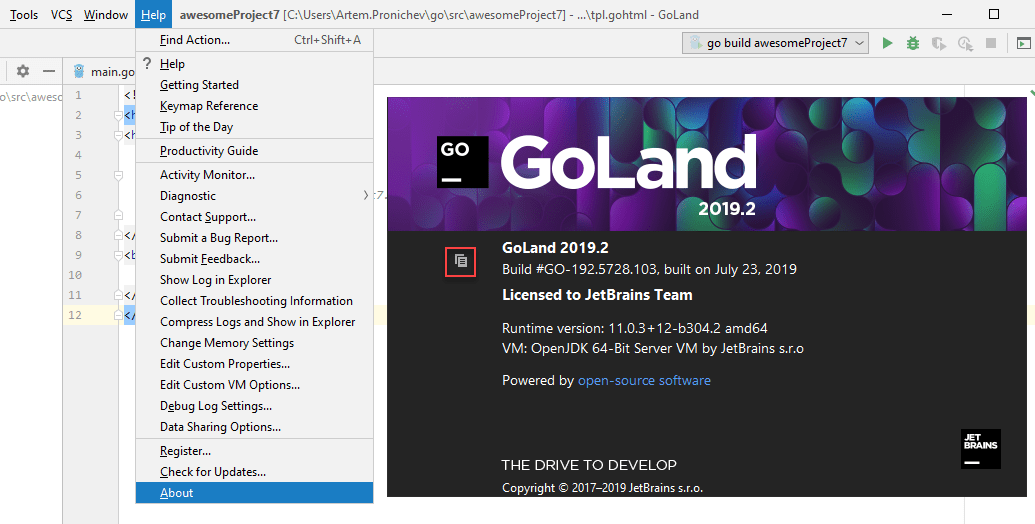 Tools VCS Window Help awesomeProject7 [C:\Users\Artem.Pronichev\go\src\awesomeProject7] - ...\tpl.gohtml - GoLand
go build awesomeProject7
main.go
o\src\aweso
Find Action... Ctrl+Shift+A
? Help
Getting Started
Keymap Reference
Tip of the Day
Productivity Guide
Activity Monitor...
Diagnostic
Contact Support...
Submit a Bug Report...
Submit Feedback...
Show Log in Explorer
Collect Troubleshooting Information
Compress Logs and Show in Explorer
Change Memory Settings
Edit Custom Properties...
Edit Custom VM Options...
Debug Log Settings...
Data Sharing Options...
Register...
Check for Updates...
About
1 <!
2 <h
3 <h
4
5
6 7.
7
8 </
9 <b
10
11 </
12 </
GO
GoLand
2019.2
GoLand 2019.2
Build #GO-192.5728.103, built on July 23, 2019
Licensed to JetBrains Team
Runtime version: 11.0.3+12-b304.2 amd64
VM: OpenJDK 64-Bit Server VM by JetBrains s.r.o
Powered by open-source software
JET
BRAINS
THE DRIVE TO DEVELOP
Copyright © 2017–2019 JetBrains s.r.o.